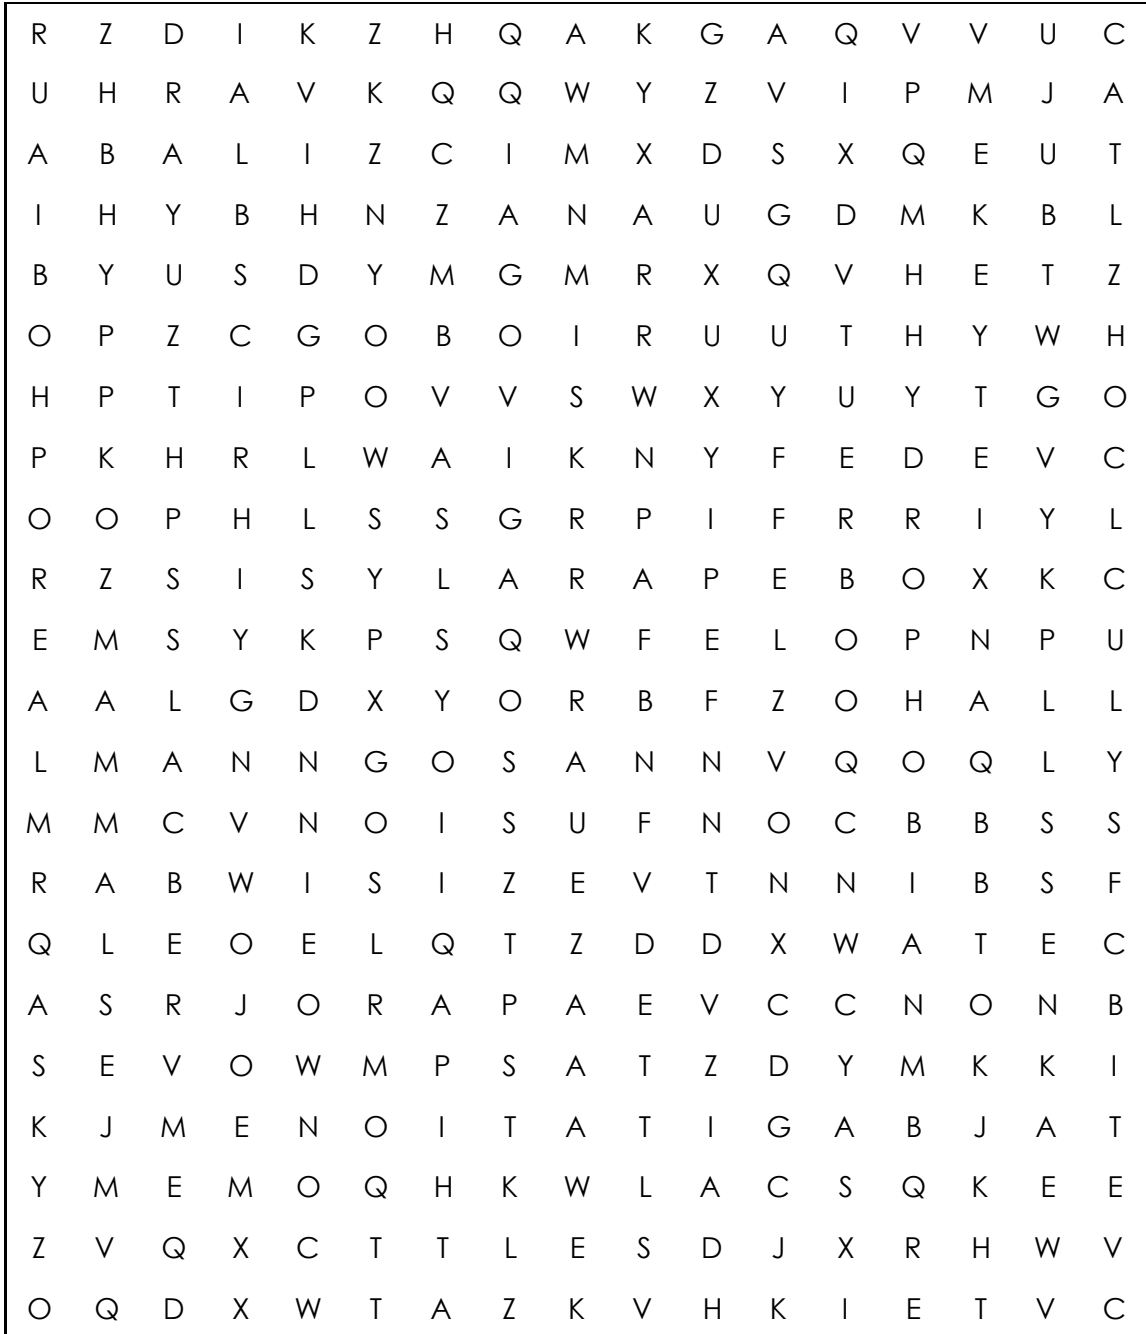 R Z D I K Z H Q A K G A Q V V U C
U H R A V K Q Q W Y Z V I P M J A
A B A L I Z C I M X D S X Q E U T
I H Y B H N Z A N A U G D M K B L
B Y U S D Y M G M R X Q V H E T Z
O P Z C G O B O I R U U T H Y W H
H P T I P O V V S W X Y U Y T G O
P K H R L W A I K N Y F E D E V C
O O P H L S S G R P I F R R I Y L
R Z S I S Y L A R A P E B O X K C
E M S Y K P S Q W F E L O P N P U
A A L G D X Y O R B F Z O H A L L
L M A N N G O S A N N V Q O Q L Y
M M C V N O I S U F N O C B B S S
R A B W I S I Z E V T N N I B S F
Q L E O E L Q T Z D D X W A T E C
A S R J O R A P A E V C C N O N B
S E V O W M P S A T Z D Y M K K I
K J M E N O I T A T I G A B J A T
Y M E M O Q H K W L A C S Q K E E
Z V Q X C T T L E S D J X R H W V
O Q D X W T A Z K V H K I E T V C